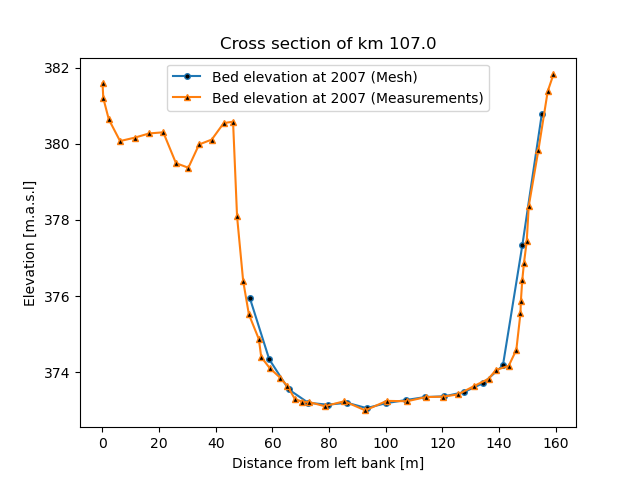 Cross section of km 107.0
Bed elevation at 2007 (Mesh)
Bed elevation at 2007 (Measurements)
Elevation [m.a.s.l]
382
380
378
376
374
0 20 40 60 80 100 120 140 160
Distance from left bank [m]